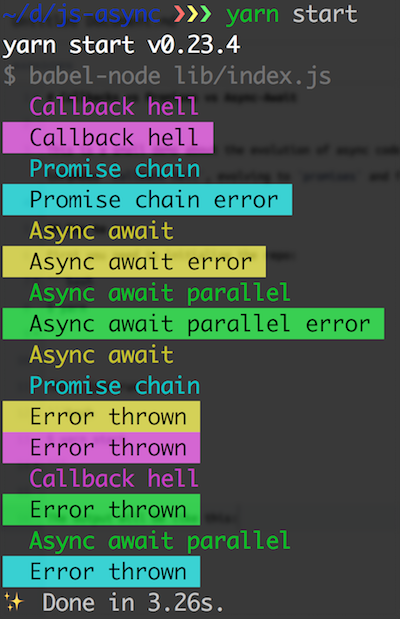 ~/d/js-async ❯❯❯ yarn start
yarn start v0.23.4
$ babel-node lib/index.js
Callback hell
Callback hell
Promise chain
Promise chain error
Async await
Async await error
Async await parallel
Async await parallel error
Async await
Promise chain
Error thrown
Error thrown
Callback hell
Error thrown
Async await parallel
Error thrown
✨ Done in 3.26s.